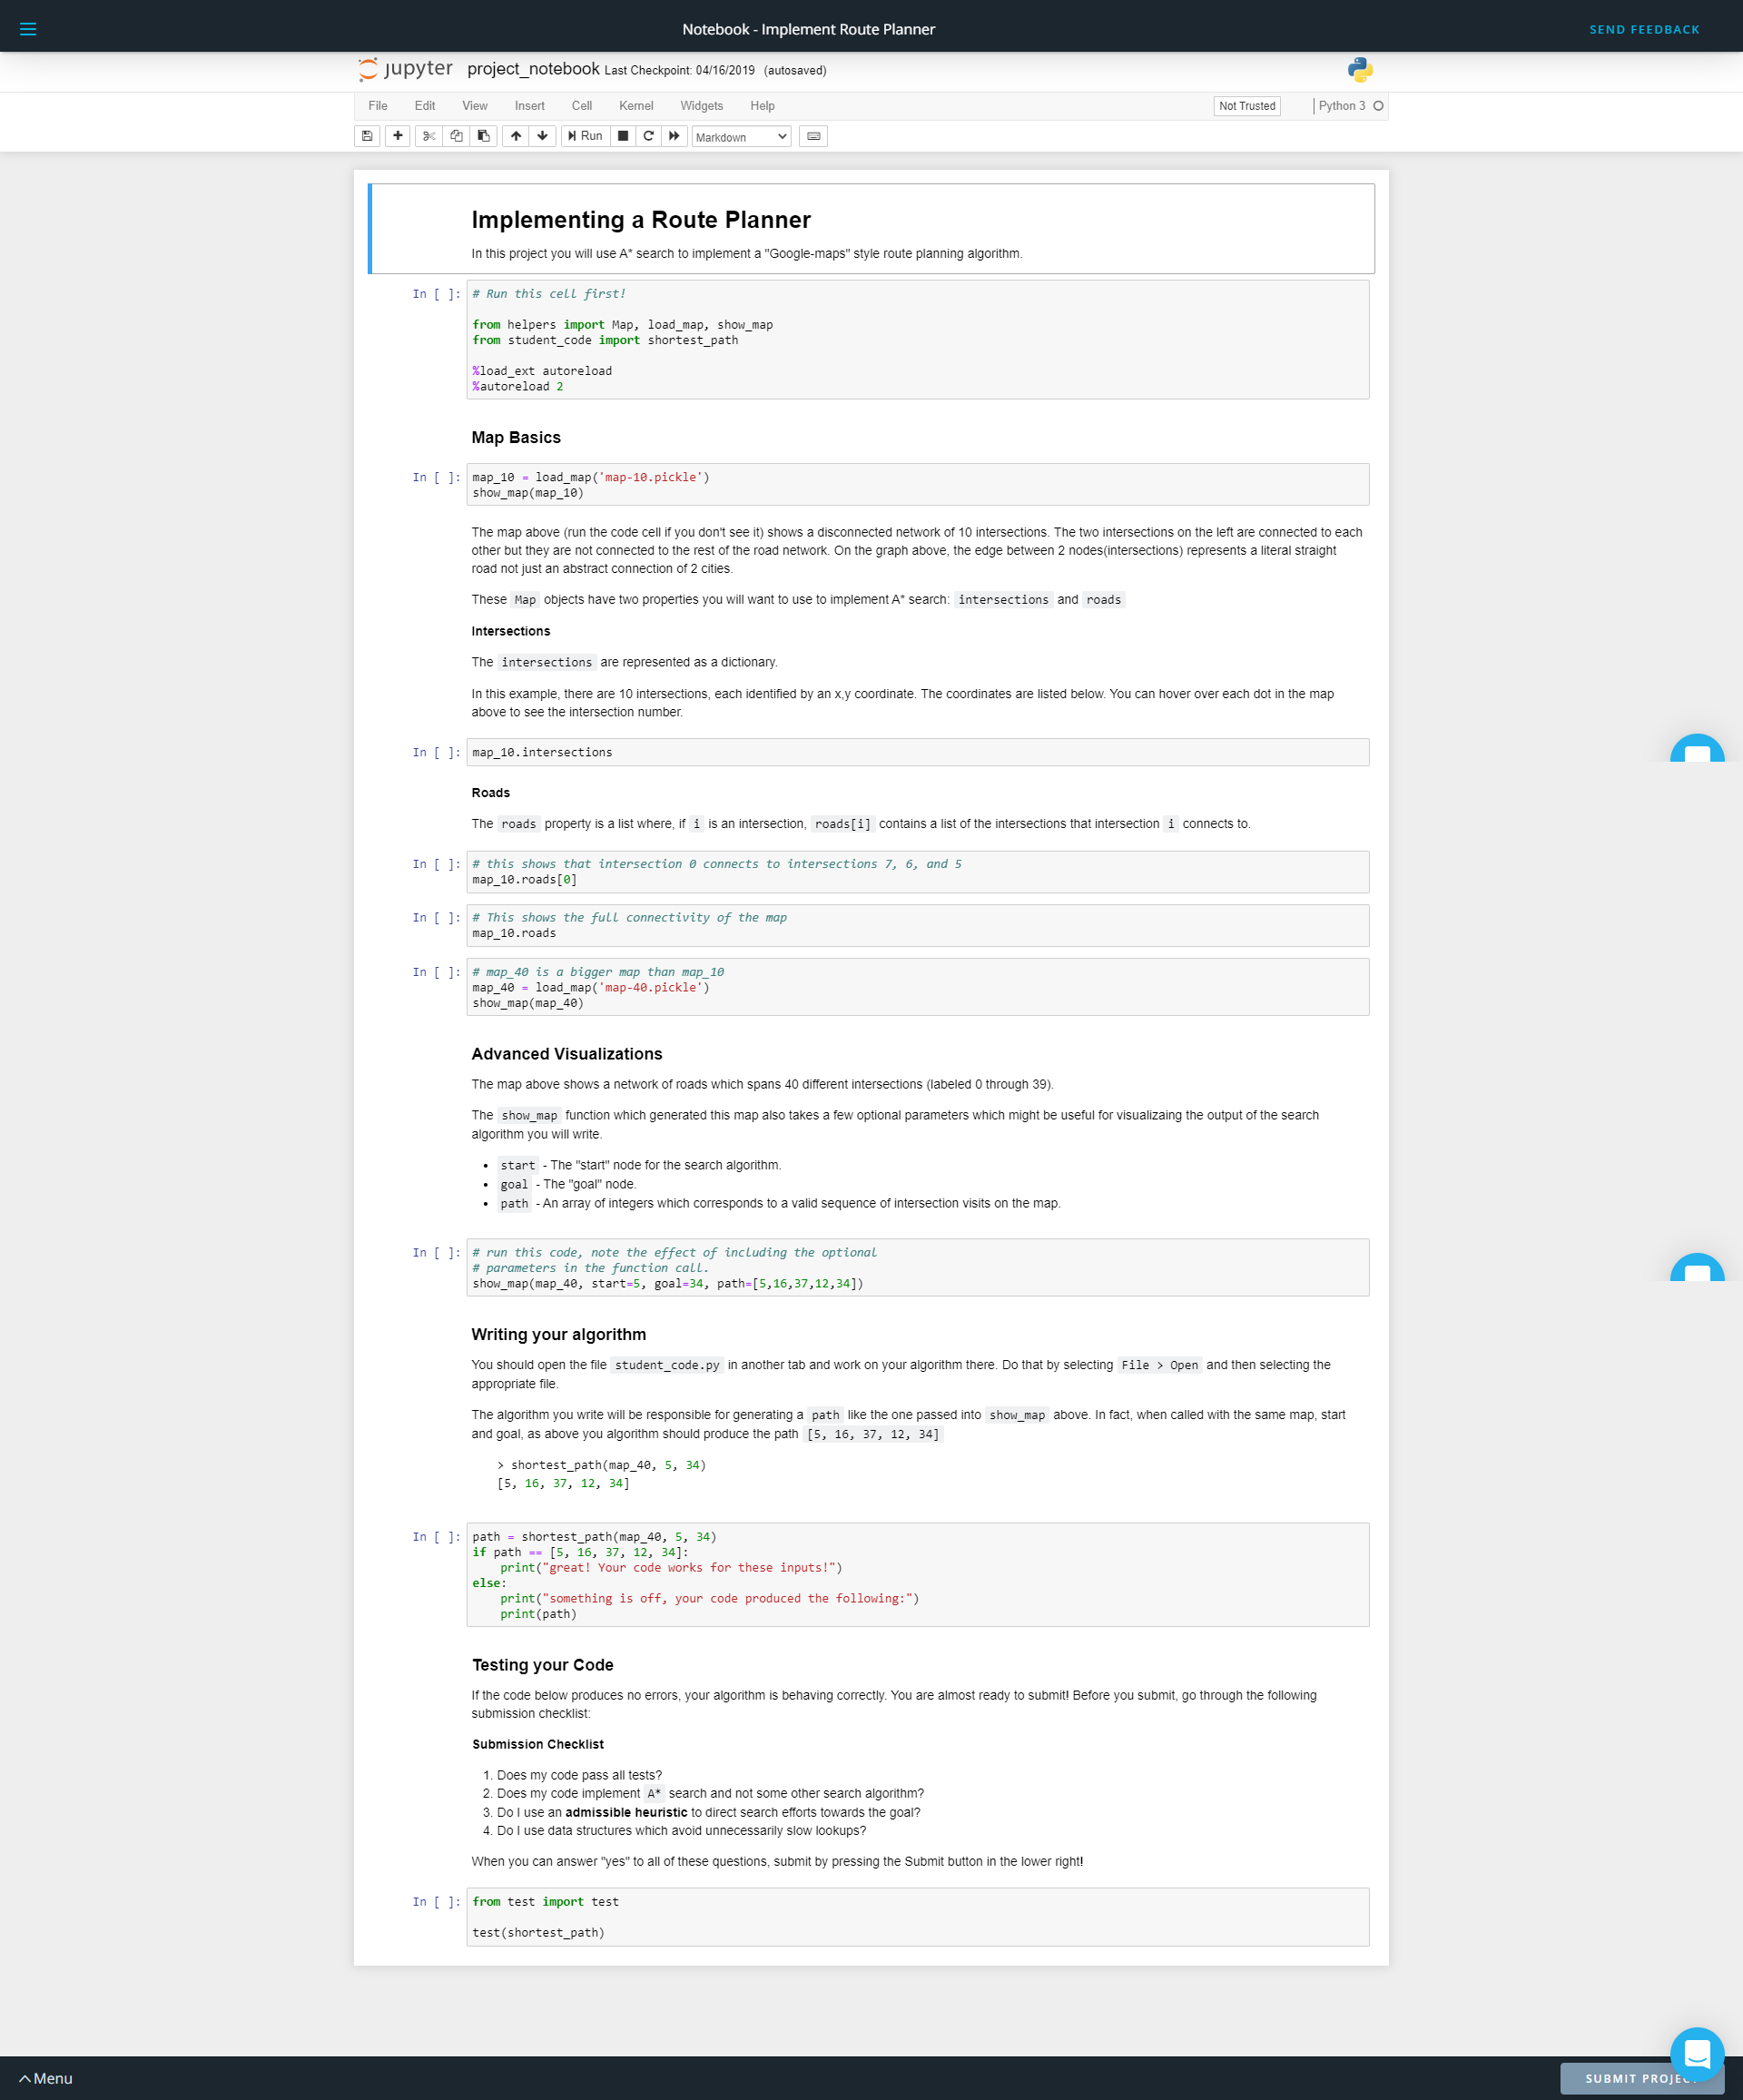 Notebook - Implement Route Planner
SEND FEEDBACK
jupyter project_notebook Last Checkpoint: 04/16/2019 (autosaved)
File Edit View Insert Cell Kernel Widgets Help
Not Trusted
Python 3
Run
Markdown
Implementing a Route Planner
In this project you will use A* search to implement a "Google-maps" style route planning algorithm.
In [ ]: # Run this cell first!
from helpers import Map, load_map, show_map
from student_code import shortest_path
%load_ext autoreload
%autoreload 2
Map Basics
In [ ]: map_10 = load_map('map-10.pickle')
show_map(map_10)
The map above (run the code cell if you don't see it) shows a disconnected network of 10 intersections. The two intersections on the left are connected to each
other but they are not connected to the rest of the road network. On the graph above, the edge between 2 nodes(intersections) represents a literal straight
road not just an abstract connection of 2 cities.
These Map objects have two properties you will want to use to implement A* search: intersections and roads
Intersections
The intersections are represented as a dictionary.
In this example, there are 10 intersections, each identified by an x,y coordinate. The coordinates are listed below. You can hover over each dot in the map
above to see the intersection number.
In [ ]: map_10.intersections
Roads
The roads property is a list where, if i is an intersection, roads[i] contains a list of the intersections that intersection i connects to.
In [ ]: # this shows that intersection 0 connects to intersections 7, 6, and 5
map_10.roads[0]
In [ ]: # This shows the full connectivity of the map
map_10.roads
In [ ]: # map_40 is a bigger map than map_10
map_40 = load_map('map-40.pickle')
show_map(map_40)
Advanced Visualizations
The map above shows a network of roads which spans 40 different intersections (labeled 0 through 39).
The show_map function which generated this map also takes a few optional parameters which might be useful for visualizaing the output of the search
algorithm you will write.
• start - The "start" node for the search algorithm.
• goal - The "goal" node.
• path - An array of integers which corresponds to a valid sequence of intersection visits on the map.
In [ ]: # run this code, note the effect of including the optional
# parameters in the function call.
show_map(map_40, start=5, goal=34, path=[5,16,37,12,34])
Writing your algorithm
You should open the file student_code.py in another tab and work on your algorithm there. Do that by selecting File > Open and then selecting the
appropriate file.
The algorithm you write will be responsible for generating a path like the one passed into show_map above. In fact, when called with the same map, start
and goal, as above you algorithm should produce the path [5, 16, 37, 12, 34]
> shortest_path(map_40, 5, 34)
[5, 16, 37, 12, 34]
In [ ]: path = shortest_path(map_40, 5, 34)
if path == [5, 16, 37, 12, 34]:
print("great! Your code works for these inputs!")
else:
print("something is off, your code produced the following:")
print(path)
Testing your Code
If the code below produces no errors, your algorithm is behaving correctly. You are almost ready to submit! Before you submit, go through the following
submission checklist:
Submission Checklist
1. Does my code pass all tests?
2. Does my code implement A* search and not some other search algorithm?
3. Do I use an admissible heuristic to direct search efforts towards the goal?
4. Do I use data structures which avoid unnecessarily slow lookups?
When you can answer "yes" to all of these questions, submit by pressing the Submit button in the lower right!
In [ ]: from test import test
test(shortest_path)
Menu
SUBMIT PROJECT